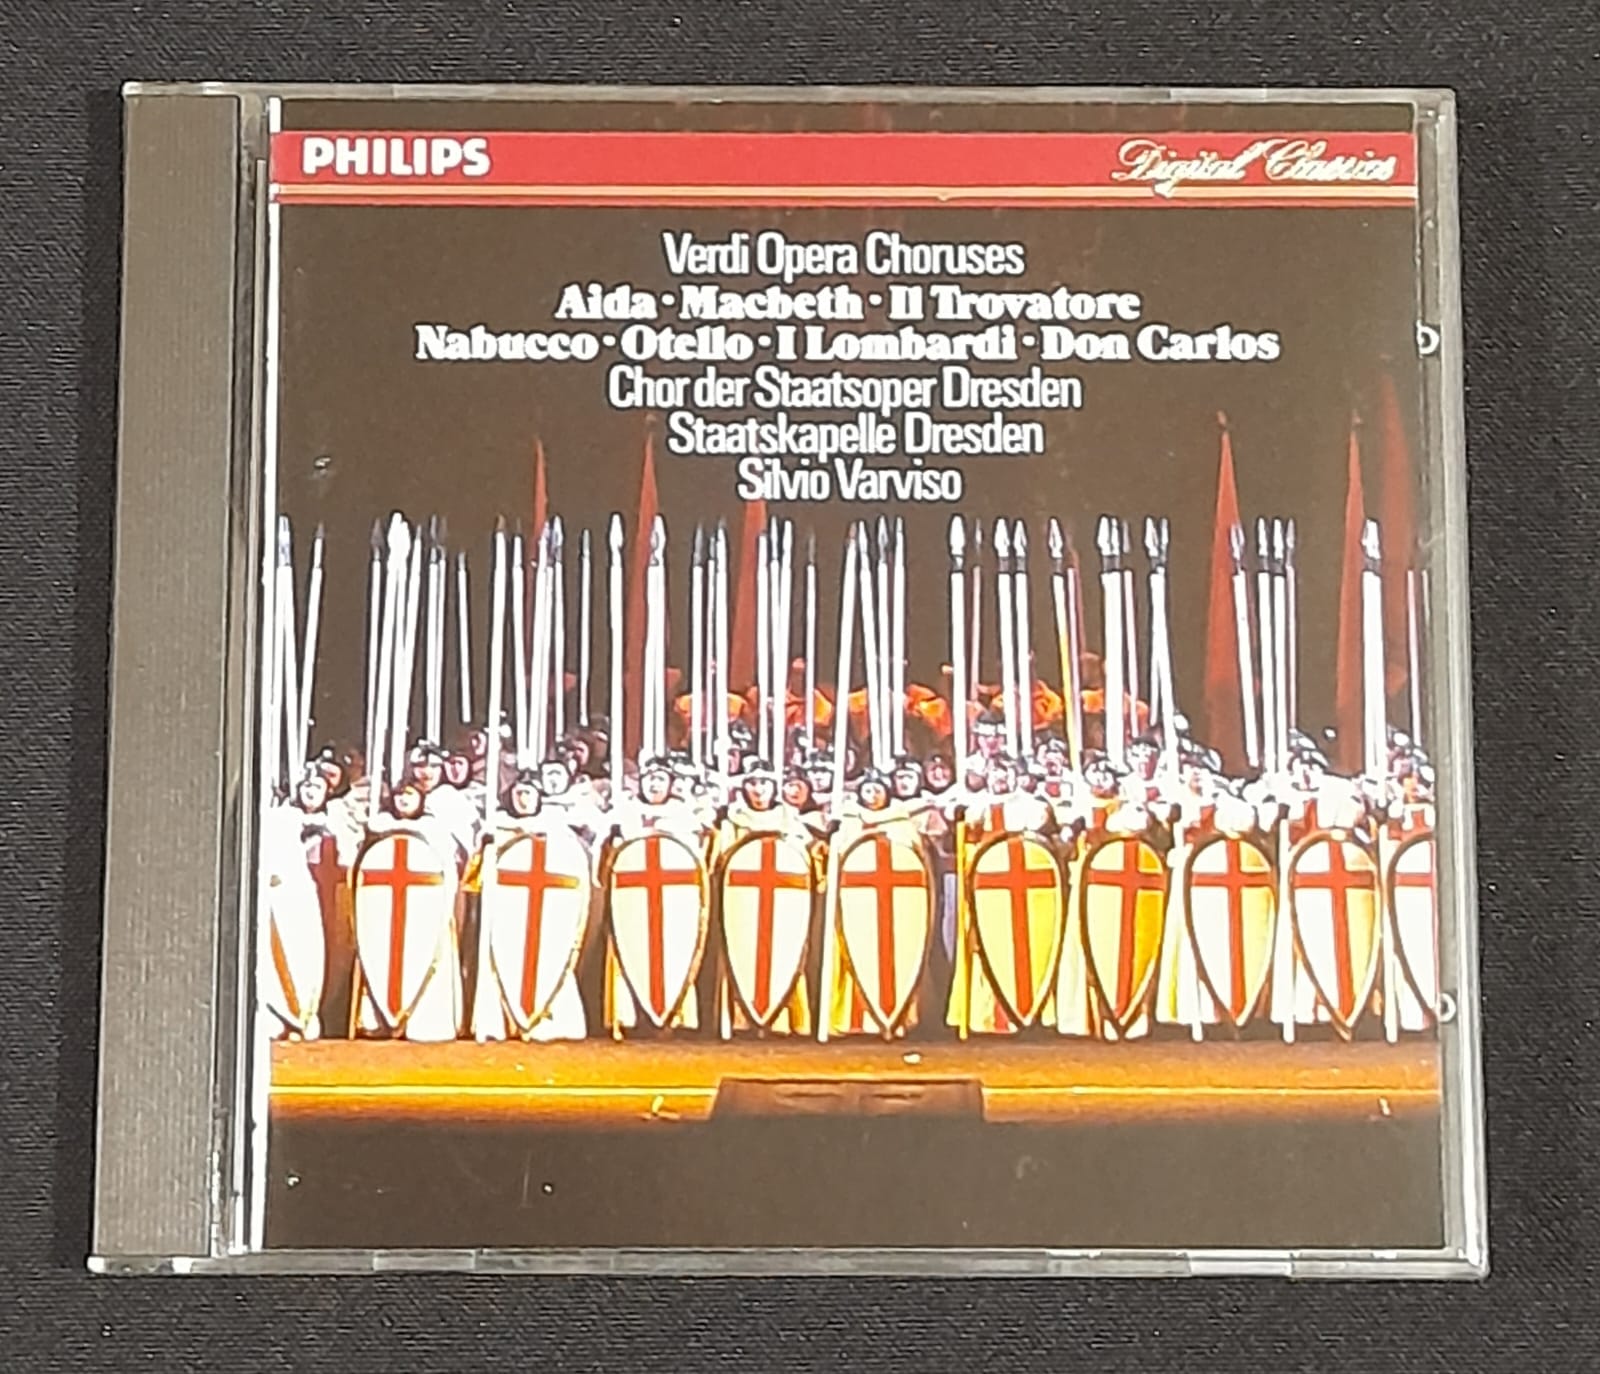 PHILIPS
Digital Classics
Verdi Opera Choruses
Aida · Macbeth · Il Trovatore
Nabucco · Otello · I Lombardi · Don Carlos
Chor der Staatsoper Dresden
Staatskapelle Dresden
Silvio Varviso